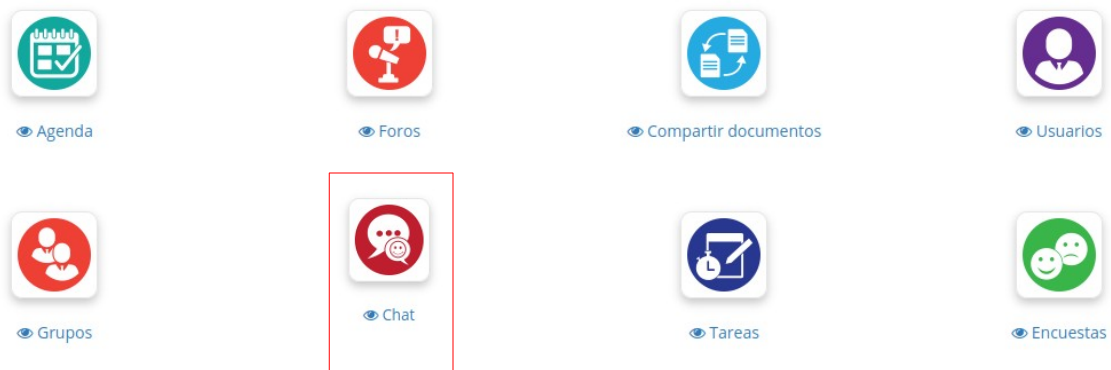 Agenda
Foros
Compartir documentos
Usuarios
Grupos
Chat
Tareas
Encuestas